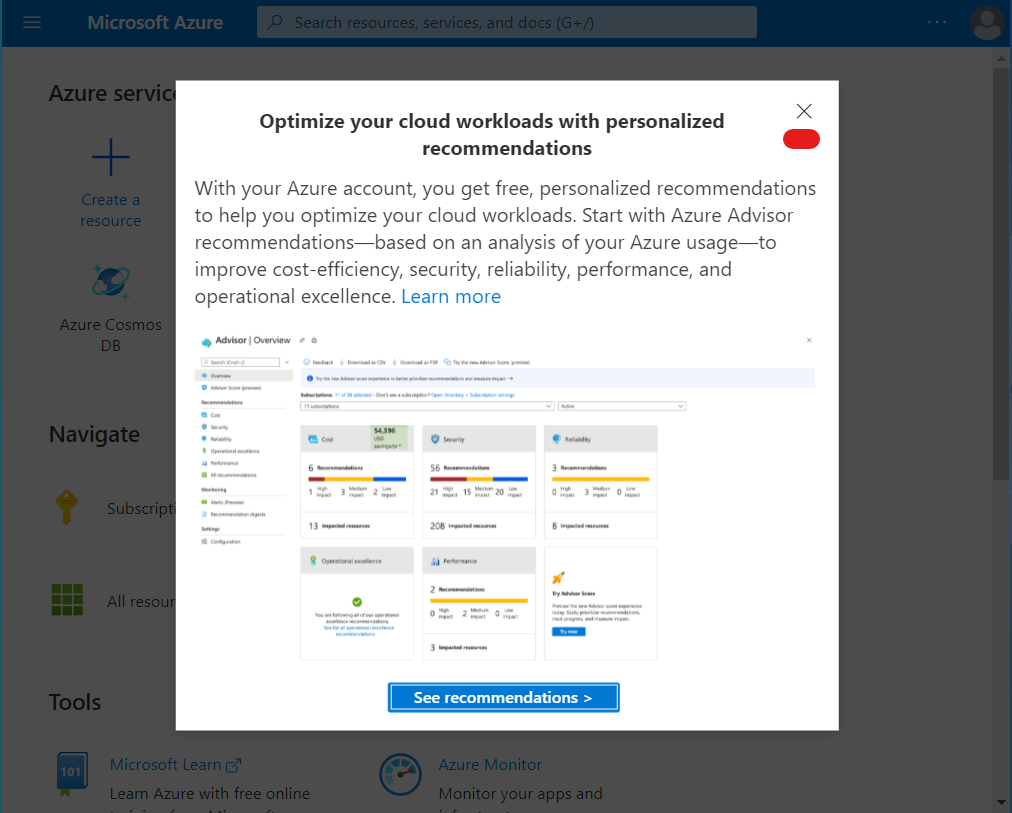 Microsoft Azure
Search resources, services, and docs (G+/)
Azure servic
Create a
resource
Azure Cosmos
DB
Navigate
Subscripti
All resour
Tools
Microsoft Learn
Learn Azure with free online
Azure Monitor
Monitor your apps and
101
Optimize your cloud workloads with personalized
recommendations
With your Azure account, you get free, personalized recommendations
to help you optimize your cloud workloads. Start with Azure Advisor
recommendations—based on an analysis of your Azure usage—to
improve cost-efficiency, security, reliability, performance, and
operational excellence. Learn more
Advisor | Overview
Search (Cmd+/)
Overview
Advisor Score (preview)
Recommendations
Cost
Security
Reliability
Operational excellence
Performance
All recommendations
Monitoring
Alerts (Preview)
Recommendation digests
Settings
Configuration
Feedback
Download as CSV
Download as PDF
Try the new Advisor Score (preview)
Try the new Advisor score experience to better prioritize recommendations and measure impact. →
Subscriptions: 11 of 88 selected – Don't see a subscription? Open Directory + Subscription settings
11 subscriptions
Active
Cost
54,396
USD
savings/yr*
6 Recommendations
1 High impact 3 Medium impact 2 Low impact
13 Impacted resources
Security
56 Recommendations
21 High impact 15 Medium impact 20 Low impact
208 Impacted resources
Reliability
3 Recommendations
0 High impact 3 Medium impact 0 Low impact
8 Impacted resources
Operational excellence
You are following all of our operational
excellence recommendations
See list of operational excellence
recommendations
Performance
2 Recommendations
0 High impact 2 Medium impact 0 Low impact
3 Impacted resources
Try Advisor Score
Preview the new Advisor score experience
today. Easily prioritize recommendations,
track progress, and measure impact.
Try now
See recommendations >